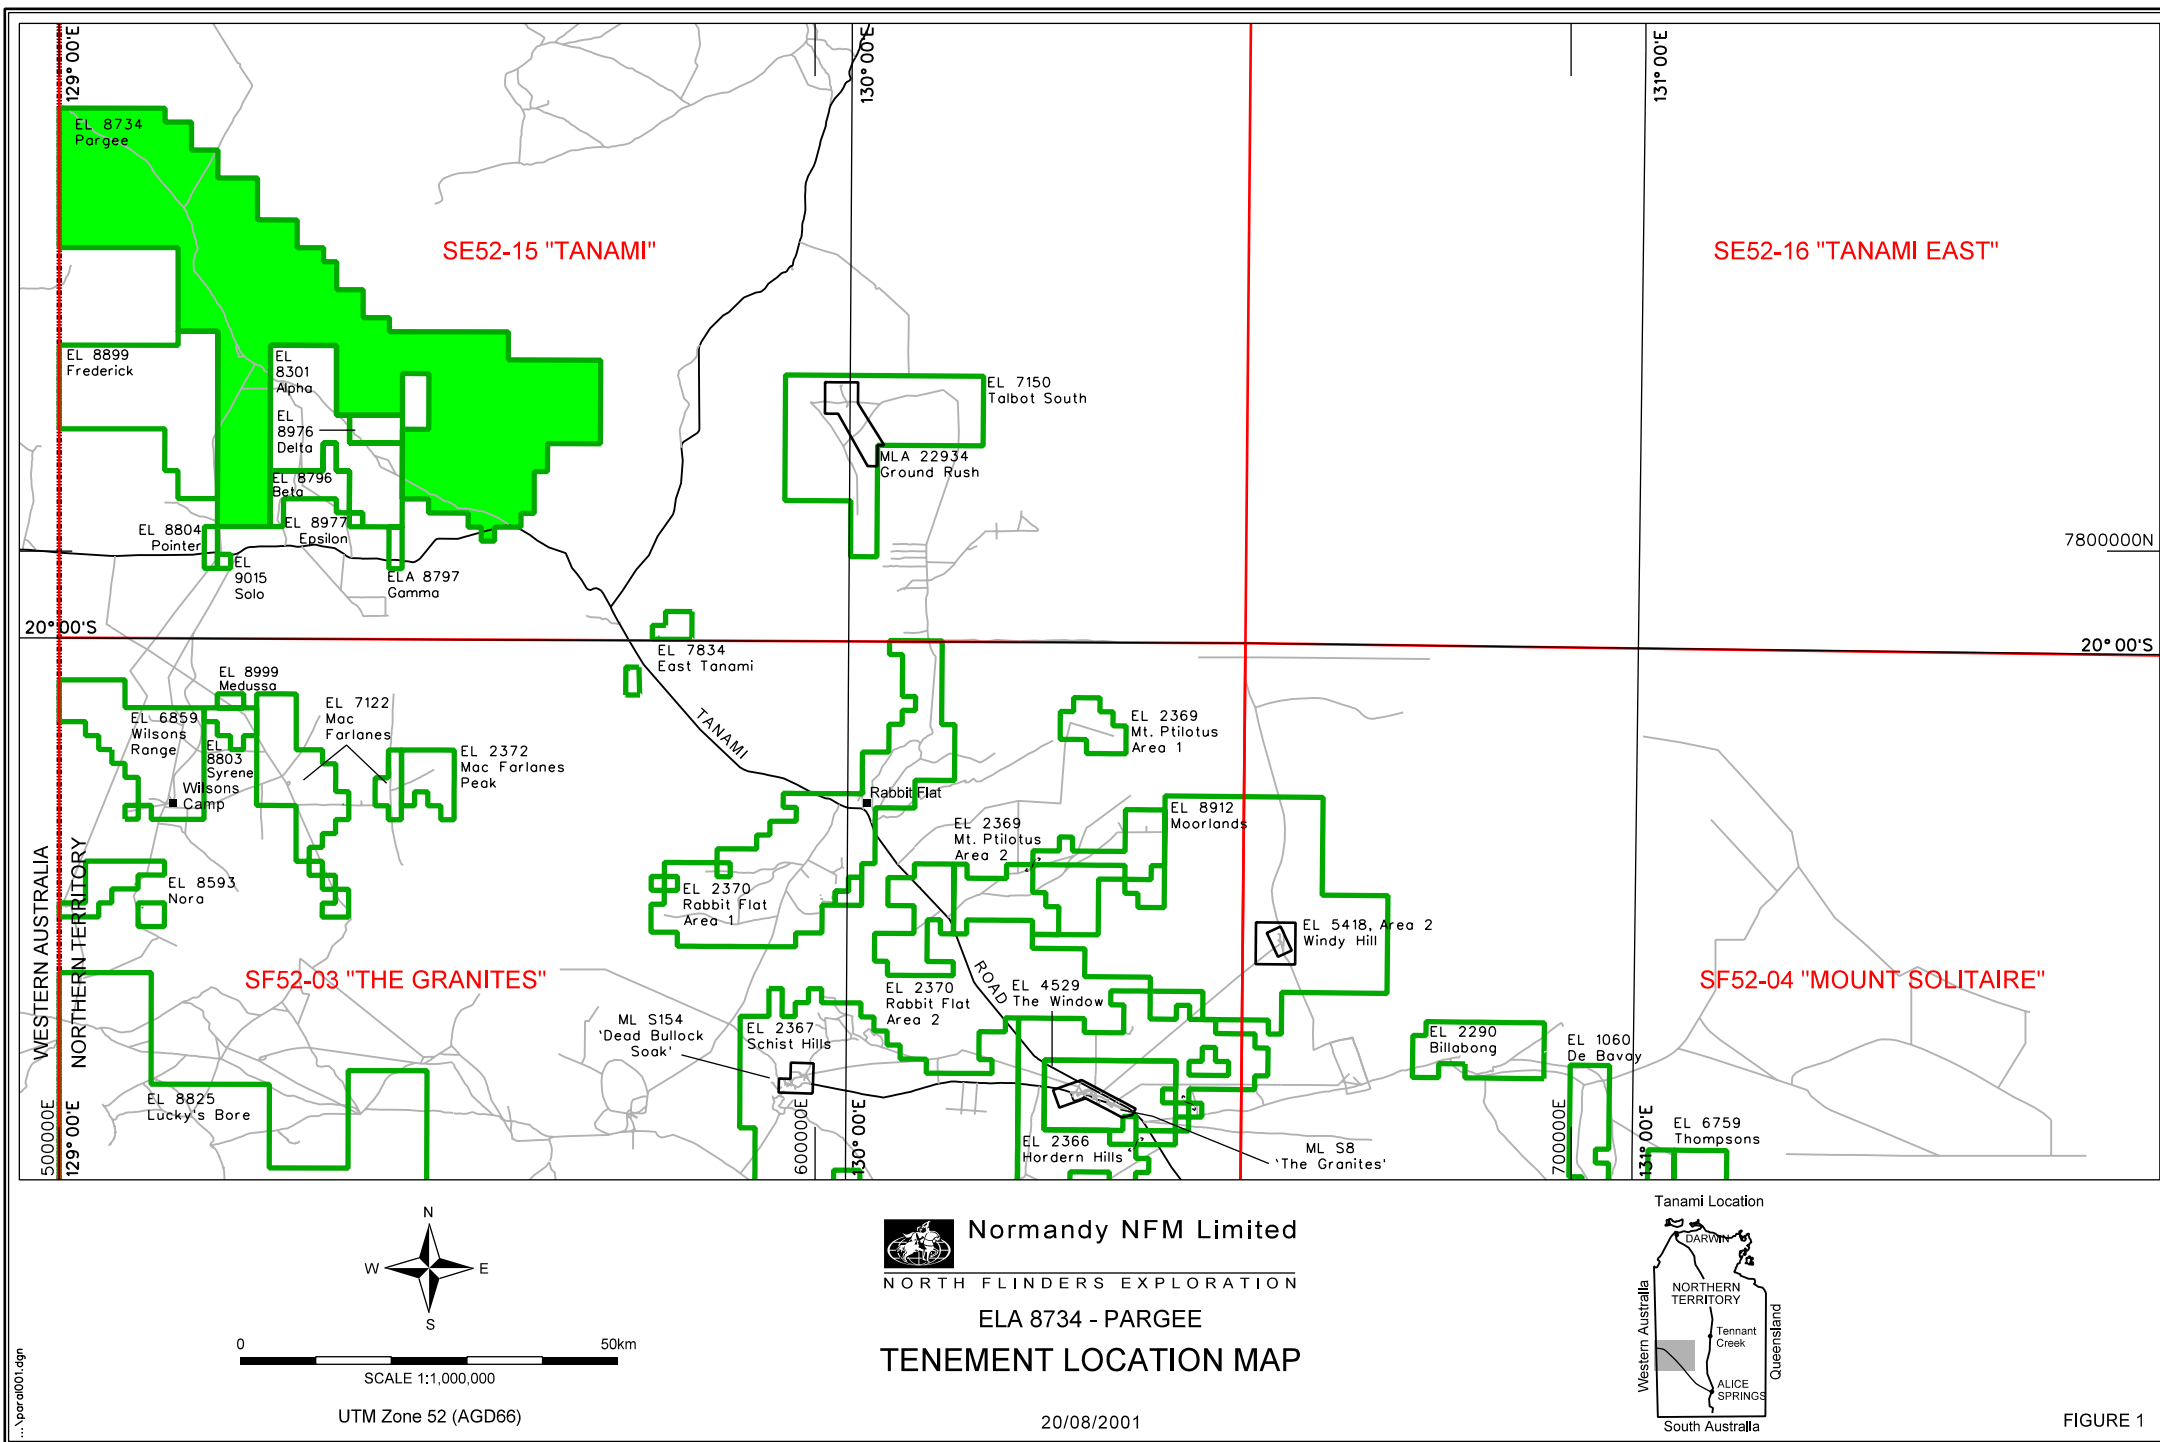 129° 00'E
130° 00'E
131° 00'E
EL 8734
Pargee
SE52-15 "TANAMI"
SE52-16 "TANAMI EAST"
EL 8899
Frederick
EL
8301
Alpha
EL
8976
Delta
EL 8796
Beta
EL 8977
Epsilon
EL 8804
Pointer
EL
9015
Solo
ELA 8797
Gamma
EL 7150
Talbot South
MLA 22934
Ground Rush
7800000N
20° 00'S
20° 00'S
EL 7834
East Tanami
EL 8999
Medussa
EL 6859
Wilsons
Range
EL
8803
Syrene
EL 7122
Mac
Farlanes
EL 2372
Mac Farlanes
Peak
Wilsons
Camp
TANAMI
ROAD
Rabbit Flat
EL 2369
Mt. Ptilotus
Area 1
EL 2369
Mt. Ptilotus
Area 2
EL 8912
Moorlands
EL 8593
Nora
EL 2370
Rabbit Flat
Area 1
EL 5418, Area 2
Windy Hill
WESTERN AUSTRALIA
NORTHERN TERRITORY
SF52-03 "THE GRANITES"
SF52-04 "MOUNT SOLITAIRE"
EL 2370
Rabbit Flat
Area 2
EL 4529
The Window
ML S154
'Dead Bullock
Soak'
EL 2367
Schist Hills
EL 2290
Billabong
EL 1060
De Bavay
EL 8825
Lucky's Bore
EL 2366
Hordern Hills
ML S8
'The Granites'
EL 6759
Thompsons
500000E
129° 00'E
600000E
130° 00'E
700000E
131° 00'E
N
W
E
S
0
50km
SCALE 1:1,000,000
UTM Zone 52 (AGD66)
Normandy NFM Limited
NORTH FLINDERS EXPLORATION
ELA 8734 - PARGEE
TENEMENT LOCATION MAP
20/08/2001
Tanami Location
DARWIN
NORTHERN
TERRITORY
Tennant
Creek
ALICE
SPRINGS
Western Australia
Queensland
South Australia
FIGURE 1
...\paral001.dgn